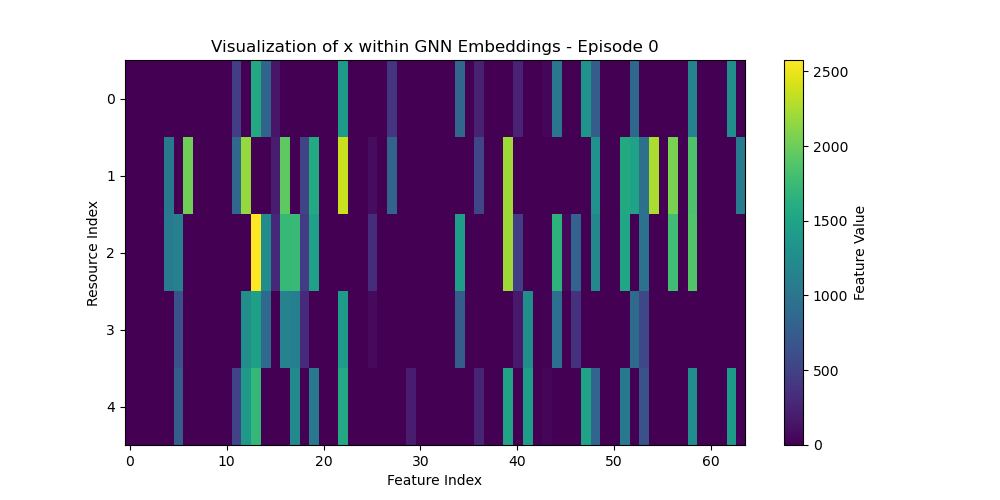 Visualization of x within GNN Embeddings - Episode 0
Resource Index
0
1
2
3
4
0 10 20 30 40 50 60
Feature Index
2500
2000
1500
1000
500
0
Feature Value